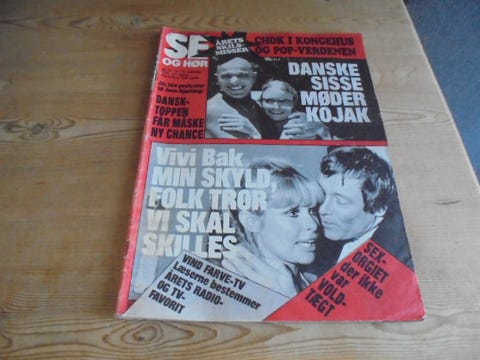 SE
OG HØR
ÅRETS
SKILS-
MISSER
CHOK I KONGEHUS
OG POP-VERDENEN
DANSK-
TOPPEN
FÅR MÅSKE
NY CHANCE
DANSKE
SISSE
MØDER
KOJAK
Vivi Bak
MIN SKYLD,
FOLK TROR
VI SKAL
SKILLES
VIND FARVE-TV
Læserne bestemmer
ÅRETS RADIO-
OG TV-
FAVORIT
SEX-
ORGIET
der ikke
var
VOLD-
TÆGT